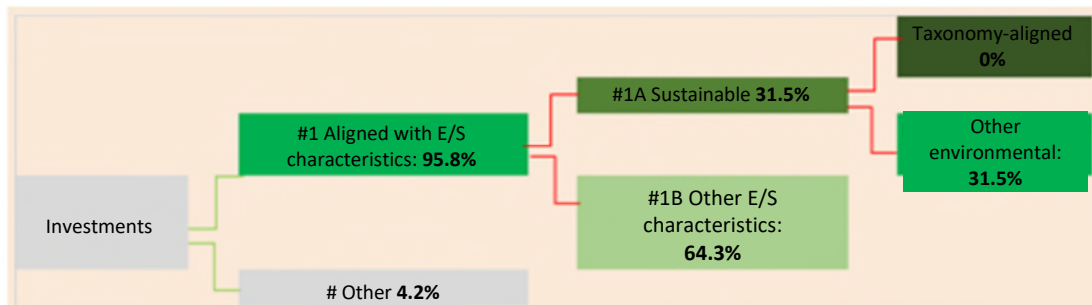 Taxonomy-aligned
0%
#1A Sustainable 31.5%
#1 Aligned with E/S
characteristics: 95.8%
Other
environmental:
31.5%
#1B Other E/S
characteristics:
64.3%
Investments
# Other 4.2%